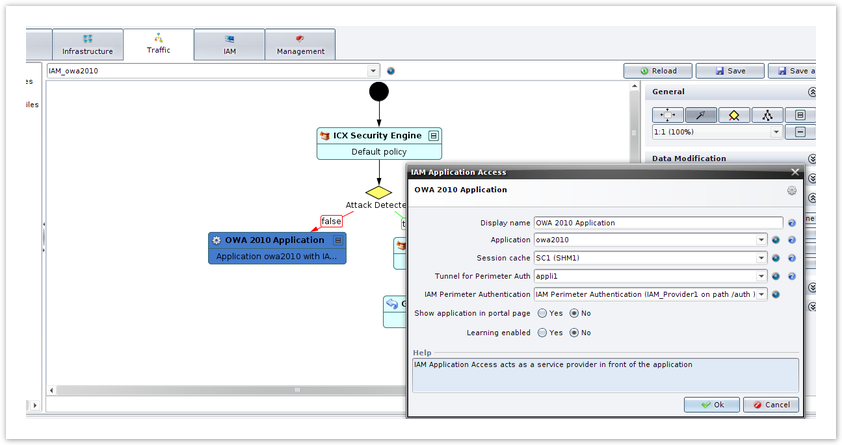 Infrastructure
Traffic
IAM
Management
es
iles
IAM_owa2010
Reload
Save
Save a
General
1:1 (100%)
Data Modification
ICX Security Engine
Default policy
Attack Detecte
false
t
OWA 2010 Application
Application owa2010 with IA...
G
IAM Application Access
OWA 2010 Application
Display name OWA 2010 Application
Application owa2010
Session cache SC1 (SHM1)
Tunnel for Perimeter Auth appli1
IAM Perimeter Authentication IAM Perimeter Authentication (IAM_Provider1 on path /auth )
Show application in portal page Yes No
Learning enabled Yes No
Help
IAM Application Access acts as a service provider in front of the application
Ok Cancel